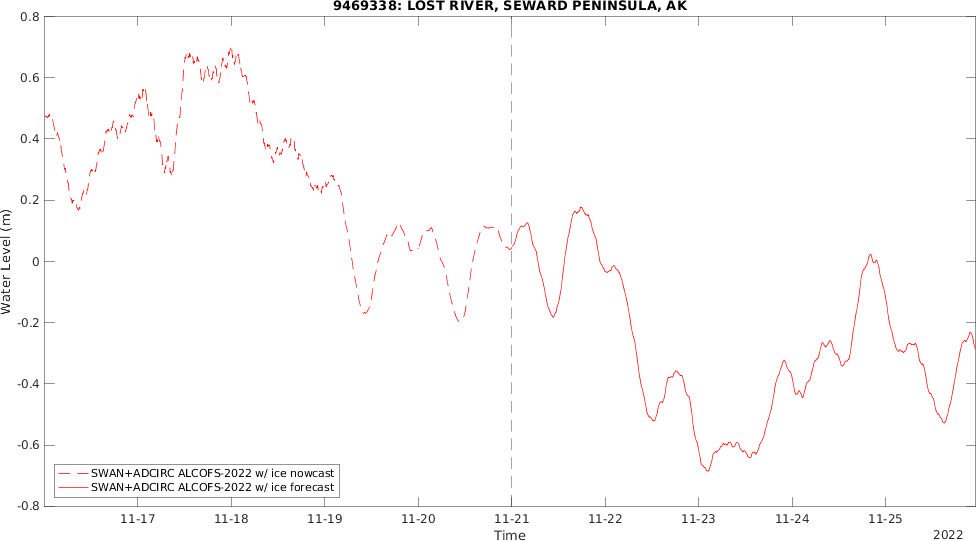 9469338: LOST RIVER, SEWARD PENINSULA, AK
0.8
0.6
0.4
0.2
0
-0.2
-0.4
-0.6
-0.8
Water Level (m)
SWAN+ADCIRC ALCOFS-2022 w/ ice nowcast
SWAN+ADCIRC ALCOFS-2022 w/ ice forecast
11-17 11-18 11-19 11-20 11-21 11-22 11-23 11-24 11-25
Time
2022